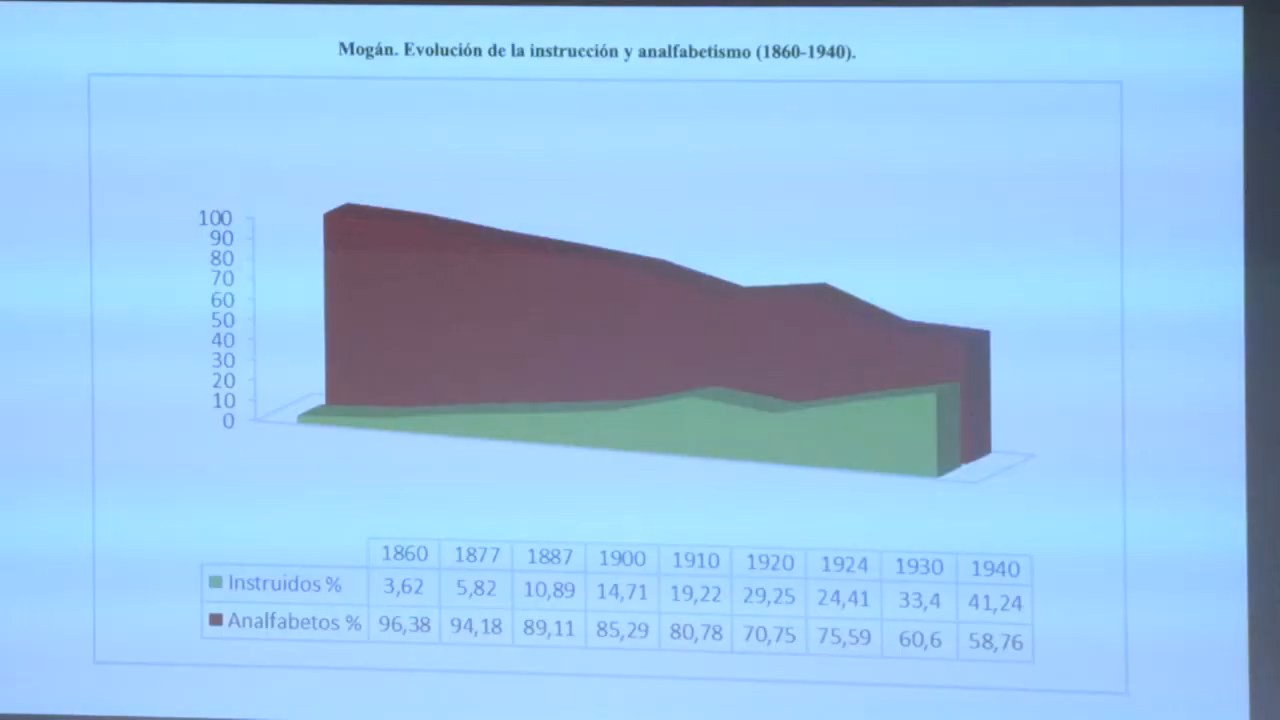 Mogán. Evolución de la instrucción y analfabetismo (1860-1940).
100
90
80
70
60
50
40
30
20
10
0
1860 1877 1887 1900 1910 1920 1924 1930 1940
Instruidos % 3,62 5,82 10,89 14,71 19,22 29,25 24,41 33,4 41,24
Analfabetos % 96,38 94,18 89,11 85,29 80,78 70,75 75,59 60,6 58,76